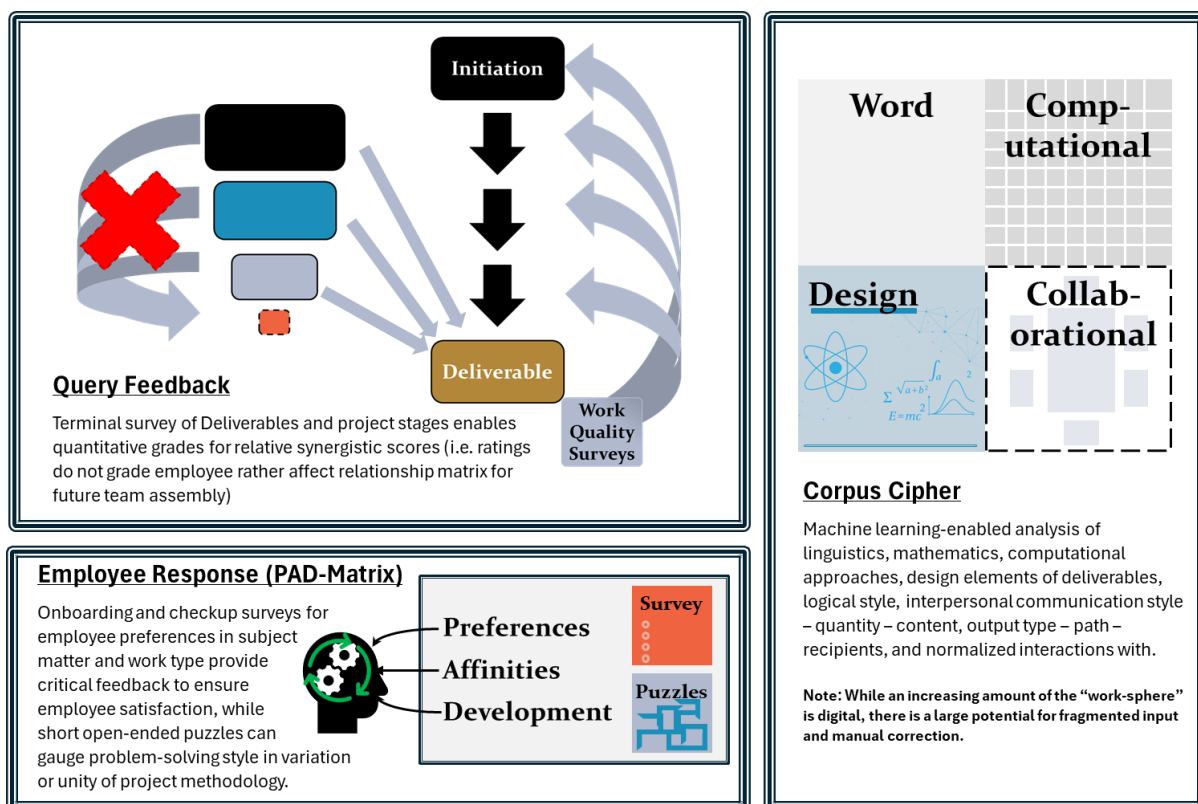 Initiation
Deliverable
Work
Quality
Surveys
Query Feedback
Terminal survey of Deliverables and project stages enables
quantitative grades for relative synergistic scores (i.e. ratings
do not grade employee rather affect relationship matrix for
future team assembly)
Employee Response (PAD-Matrix)
Onboarding and checkup surveys for
employee preferences in subject
matter and work type provide
critical feedback to ensure
employee satisfaction, while
short open-ended puzzles can
gauge problem-solving style in variation
or unity of project methodology.
Preferences
Affinities
Development
Survey
Puzzles
Word
Comp-
utational
Design
∫a
2
Σ √a+b²
E=mc²
Collab-
orational
Corpus Cipher
Machine learning-enabled analysis of
linguistics, mathematics, computational
approaches, design elements of deliverables,
logical style, interpersonal communication style
– quantity – content, output type – path –
recipients, and normalized interactions with.
Note: While an increasing amount of the “work-sphere”
is digital, there is a large potential for fragmented input
and manual correction.